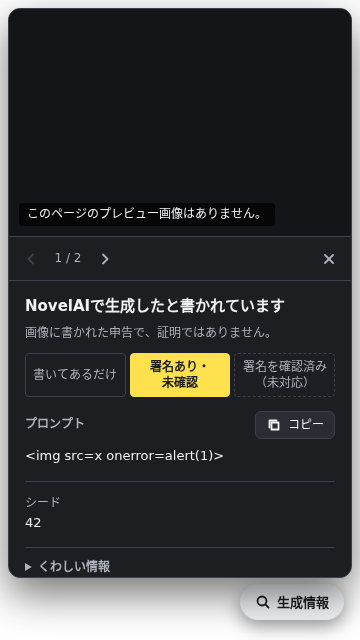 このページのプレビュー画像はありません。
1 / 2
NovelAIで生成したと書かれています
画像に書かれた申告で、証明ではありません。
書いてあるだけ
署名あり・
未確認
署名を確認済み
（未対応）
プロンプト
コピー
<img src=x onerror=alert(1)>
シード
42
くわしい情報
生成情報